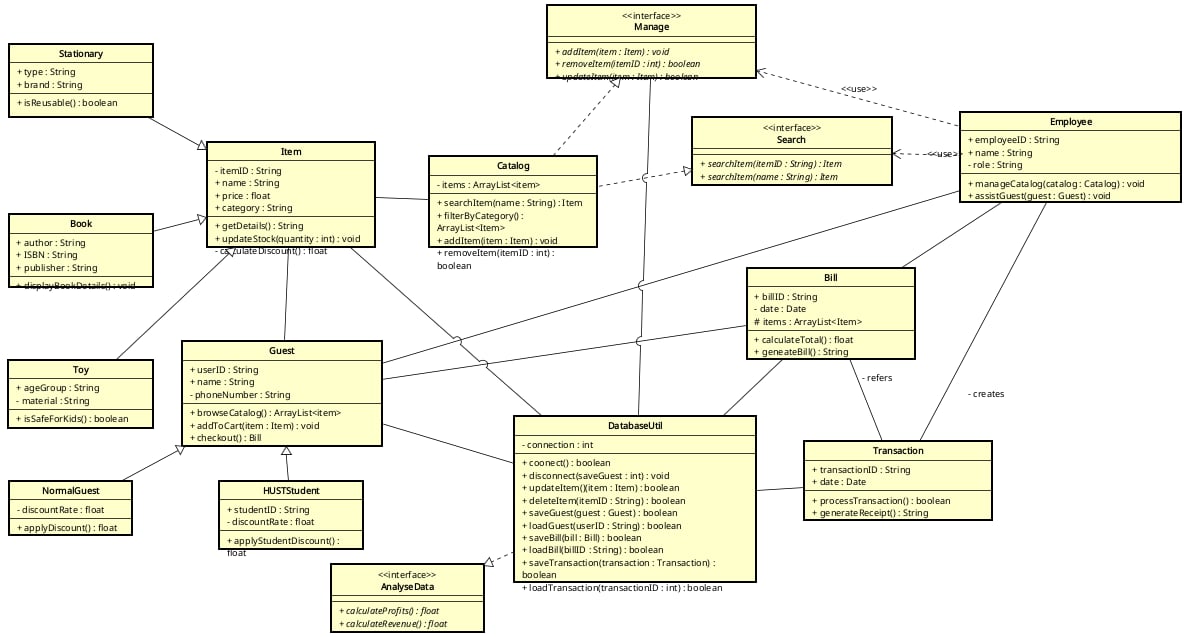 <<interface>>
Manage
+ addItem(item : Item) : void
+ removeItem(itemID : int) : boolean
+ updateItem(item : Item) : boolean
Stationary
+ type : String
+ brand : String
+ isReusable() : boolean
<<use>>
<<interface>>
Search
+ searchItem(itemID : String) : Item
+ searchItem(name : String) : Item
<<use>>
Employee
+ employeeID : String
+ name : String
- role : String
+ manageCatalog(catalog : Catalog) : void
+ assistGuest(guest : Guest) : void
Item
- itemID : String
+ name : String
+ price : float
+ category : String
+ getDetails() : String
+ updateStock(quantity : int) : void
- calculateDiscount() : float
Catalog
- items : ArrayList<item>
+ searchItem(name : String) : Item
+ filterByCategory() :
ArrayList<Item>
+ addItem(item : Item) : void
+ removeItem(itemID : int) :
boolean
Book
+ author : String
+ ISBN : String
+ publisher : String
+ displayBookDetails() : void
Bill
+ billID : String
- date : Date
# items : ArrayList<Item>
+ calculateTotal() : float
+ geneateBill() : String
Guest
+ userID : String
+ name : String
- phoneNumber : String
+ browseCatalog() : ArrayList<item>
+ addToCart(item : Item) : void
+ checkout() : Bill
Toy
+ ageGroup : String
- material : String
+ isSafeForKids() : boolean
- refers
- creates
DatabaseUtil
- connection : int
+ coonect() : boolean
+ disconnect(saveGuest : int) : void
+ updateItem()(item : Item) : boolean
+ deleteItem(itemID : String) : boolean
+ saveGuest(guest : Guest) : boolean
+ loadGuest(userID : String) : boolean
+ saveBill(bill : Bill) : boolean
+ loadBill(billID : String) : boolean
+ saveTransaction(transaction : Transaction) :
boolean
+ loadTransaction(transactionID : int) : boolean
Transaction
+ transactionID : String
+ date : Date
+ processTransaction() : boolean
+ generateReceipt() : String
NormalGuest
- discountRate : float
+ applyDiscount() : float
HUSTStudent
+ studentID : String
- discountRate : float
+ applyStudentDiscount() :
float
<<interface>>
AnalyseData
+ calculateProfits() : float
+ calculateRevenue() : float